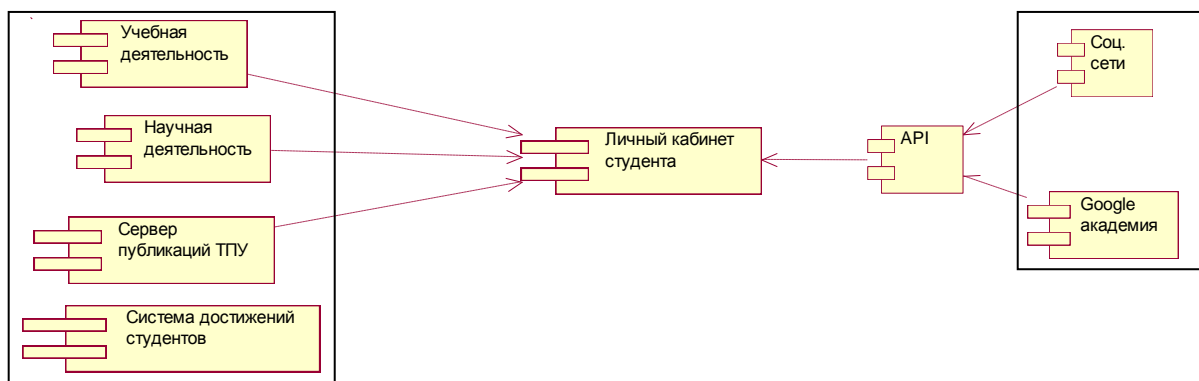 Учебная
деятельность
Научная
деятельность
Сервер
публикаций ТПУ
Система достижений
студентов
Личный кабинет
студента
API
Соц.
сети
Google
академия